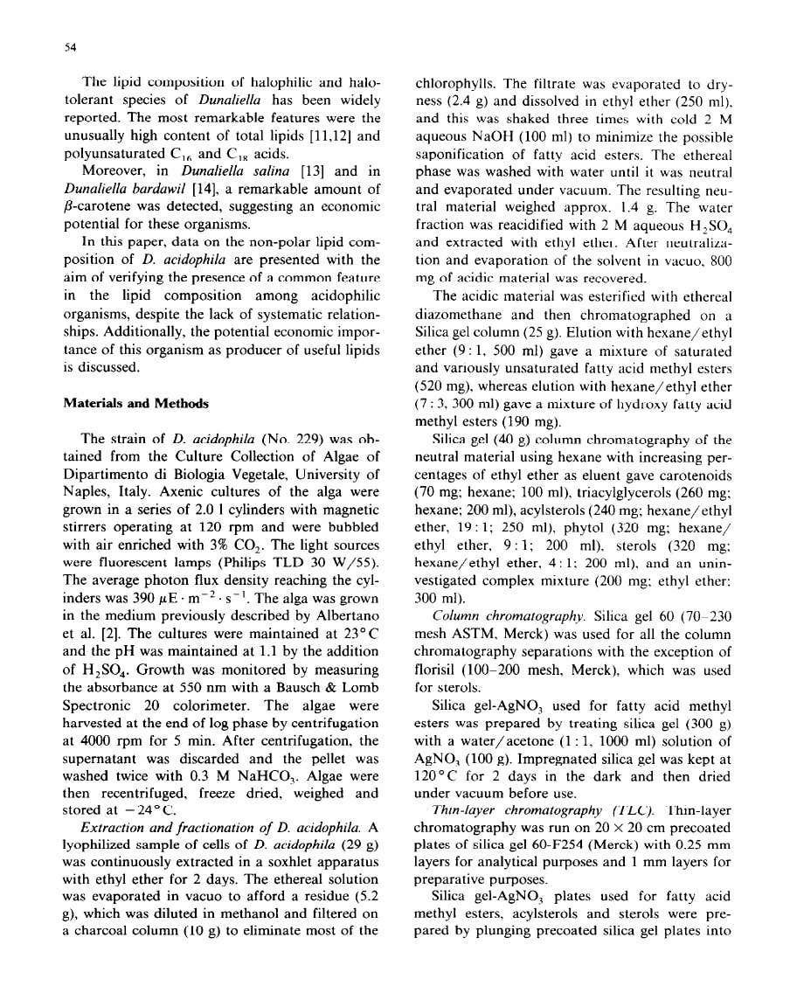 54
The lipid composition of halophilic and halo-
tolerant species of Dunaliella has been widely
reported. The most remarkable features were the
unusually high content of total lipids [11,12] and
polyunsaturated C16 and C18 acids.
Moreover, in Dunaliella salina [13] and in
Dunaliella bardawil [14], a remarkable amount of
β-carotene was detected, suggesting an economic
potential for these organisms.
In this paper, data on the non-polar lipid com-
position of D. acidophila are presented with the
aim of verifying the presence of a common feature
in the lipid composition among acidophilic
organisms, despite the lack of systematic relation-
ships. Additionally, the potential economic impor-
tance of this organism as producer of useful lipids
is discussed.
Materials and Methods
The strain of D. acidophila (No. 229) was ob-
tained from the Culture Collection of Algae of
Dipartimento di Biologia Vegetale, University of
Naples, Italy. Axenic cultures of the alga were
grown in a series of 2.0 l cylinders with magnetic
stirrers operating at 120 rpm and were bubbled
with air enriched with 3% CO2. The light sources
were fluorescent lamps (Philips TLD 30 W/55).
The average photon flux density reaching the cyl-
inders was 390 μE · m−2 · s−1. The alga was grown
in the medium previously described by Albertano
et al. [2]. The cultures were maintained at 23°C
and the pH was maintained at 1.1 by the addition
of H2SO4. Growth was monitored by measuring
the absorbance at 550 nm with a Bausch & Lomb
Spectronic 20 colorimeter. The algae were
harvested at the end of log phase by centrifugation
at 4000 rpm for 5 min. After centrifugation, the
supernatant was discarded and the pellet was
washed twice with 0.3 M NaHCO3. Algae were
then recentrifuged, freeze dried, weighed and
stored at −24°C.
Extraction and fractionation of D. acidophila. A
lyophilized sample of cells of D. acidophila (29 g)
was continuously extracted in a soxhlet apparatus
with ethyl ether for 2 days. The ethereal solution
was evaporated in vacuo to afford a residue (5.2
g), which was diluted in methanol and filtered on
a charcoal column (10 g) to eliminate most of the
chlorophylls. The filtrate was evaporated to dry-
ness (2.4 g) and dissolved in ethyl ether (250 ml),
and this was shaked three times with cold 2 M
aqueous NaOH (100 ml) to minimize the possible
saponification of fatty acid esters. The ethereal
phase was washed with water until it was neutral
and evaporated under vacuum. The resulting neu-
tral material weighed approx. 1.4 g. The water
fraction was reacidified with 2 M aqueous H2SO4
and extracted with ethyl ether. After neutraliza-
tion and evaporation of the solvent in vacuo, 800
mg of acidic material was recovered.
The acidic material was esterified with ethereal
diazomethane and then chromatographed on a
Silica gel column (25 g). Elution with hexane/ethyl
ether (9:1, 500 ml) gave a mixture of saturated
and variously unsaturated fatty acid methyl esters
(520 mg), whereas elution with hexane/ethyl ether
(7:3, 300 ml) gave a mixture of hydroxy fatty acid
methyl esters (190 mg).
Silica gel (40 g) column chromatography of the
neutral material using hexane with increasing per-
centages of ethyl ether as eluent gave carotenoids
(70 mg; hexane; 100 ml), triacylglycerols (260 mg;
hexane; 200 ml), acylsterols (240 mg; hexane/ethyl
ether, 19:1; 250 ml), phytol (320 mg; hexane/
ethyl ether, 9:1; 200 ml), sterols (320 mg;
hexane/ethyl ether, 4:1; 200 ml), and an unin-
vestigated complex mixture (200 mg; ethyl ether;
300 ml).
Column chromatography. Silica gel 60 (70–230
mesh ASTM, Merck) was used for all the column
chromatography separations with the exception of
florisil (100–200 mesh, Merck), which was used
for sterols.
Silica gel-AgNO3 used for fatty acid methyl
esters was prepared by treating silica gel (300 g)
with a water/acetone (1:1, 1000 ml) solution of
AgNO3 (100 g). Impregnated silica gel was kept at
120°C for 2 days in the dark and then dried
under vacuum before use.
Thin-layer chromatography (TLC). Thin-layer
chromatography was run on 20 × 20 cm precoated
plates of silica gel 60-F254 (Merck) with 0.25 mm
layers for analytical purposes and 1 mm layers for
preparative purposes.
Silica gel-AgNO3 plates used for fatty acid
methyl esters, acylsterols and sterols were pre-
pared by plunging precoated silica gel plates into